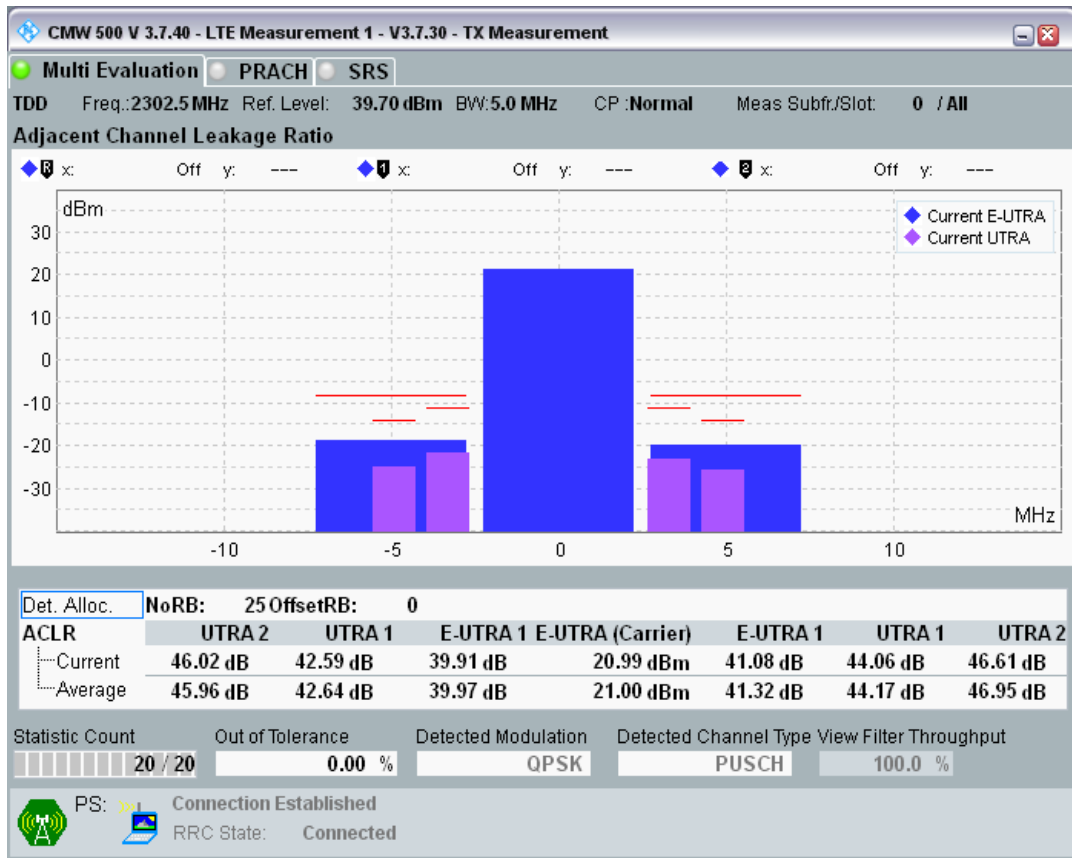 CMW 500 V 3.7.40 - LTE Measurement 1 - V3.7.30 - TX Measurement
Multi Evaluation PRACH SRS
TDD Freq.:2302.5 MHz Ref. Level: 39.70 dBm BW:5.0 MHz CP :Normal Meas Subfr./Slot: 0 / All
Adjacent Channel Leakage Ratio
R x: Off y: --- 1 x: Off y: --- 2 x: Off y: ---
dBm
Current E-UTRA
Current UTRA
30
20
10
0
-10
-20
-30
MHz
-10 -5 0 5 10
Det. Alloc. NoRB: 25 OffsetRB: 0
ACLR UTRA 2 UTRA 1 E-UTRA 1 E-UTRA (Carrier) E-UTRA 1 UTRA 1 UTRA 2
Current 46.02 dB 42.59 dB 39.91 dB 20.99 dBm 41.08 dB 44.06 dB 46.61 dB
Average 45.96 dB 42.64 dB 39.97 dB 21.00 dBm 41.32 dB 44.17 dB 46.95 dB
Statistic Count Out of Tolerance Detected Modulation Detected Channel Type View Filter Throughput
20 / 20 0.00 % QPSK PUSCH 100.0 %
PS: Connection Established
RRC State: Connected